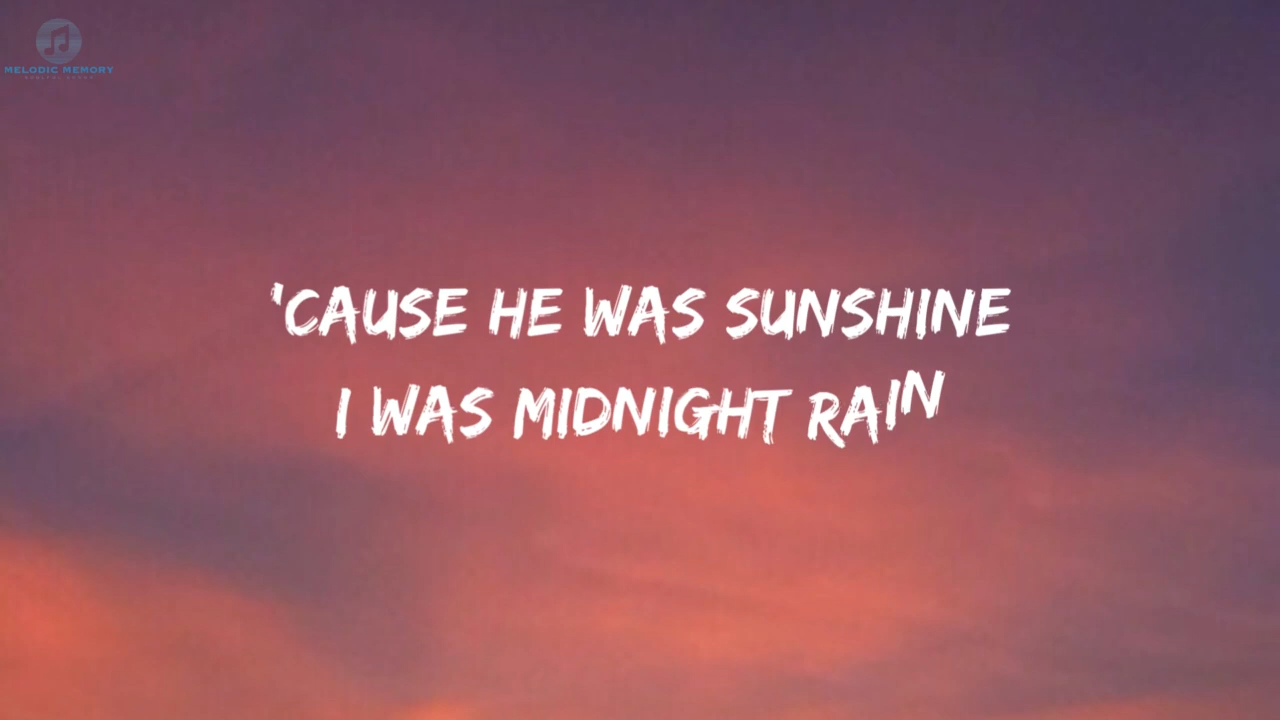 MELODIC MEMORY
'CAUSE HE WAS SUNSHINE
I WAS MIDNIGHT RAIN